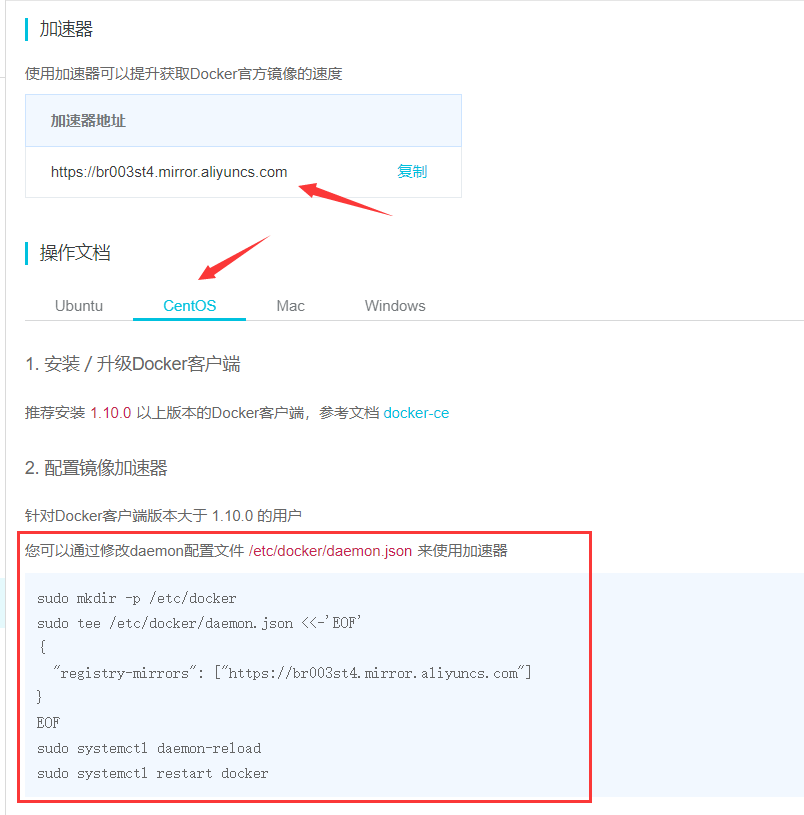 加速器
使用加速器可以提升获取Docker官方镜像的速度
加速器地址
https://br003st4.mirror.aliyuncs.com 复制
操作文档
Ubuntu CentOS Mac Windows
1. 安装 / 升级Docker客户端
推荐安装 1.10.0 以上版本的Docker客户端，参考文档 docker-ce
2. 配置镜像加速器
针对Docker客户端版本大于 1.10.0 的用户
您可以通过修改daemon配置文件 /etc/docker/daemon.json 来使用加速器
sudo mkdir -p /etc/docker
sudo tee /etc/docker/daemon.json <<-'EOF'
{
  "registry-mirrors": ["https://br003st4.mirror.aliyuncs.com"]
}
EOF
sudo systemctl daemon-reload
sudo systemctl restart docker